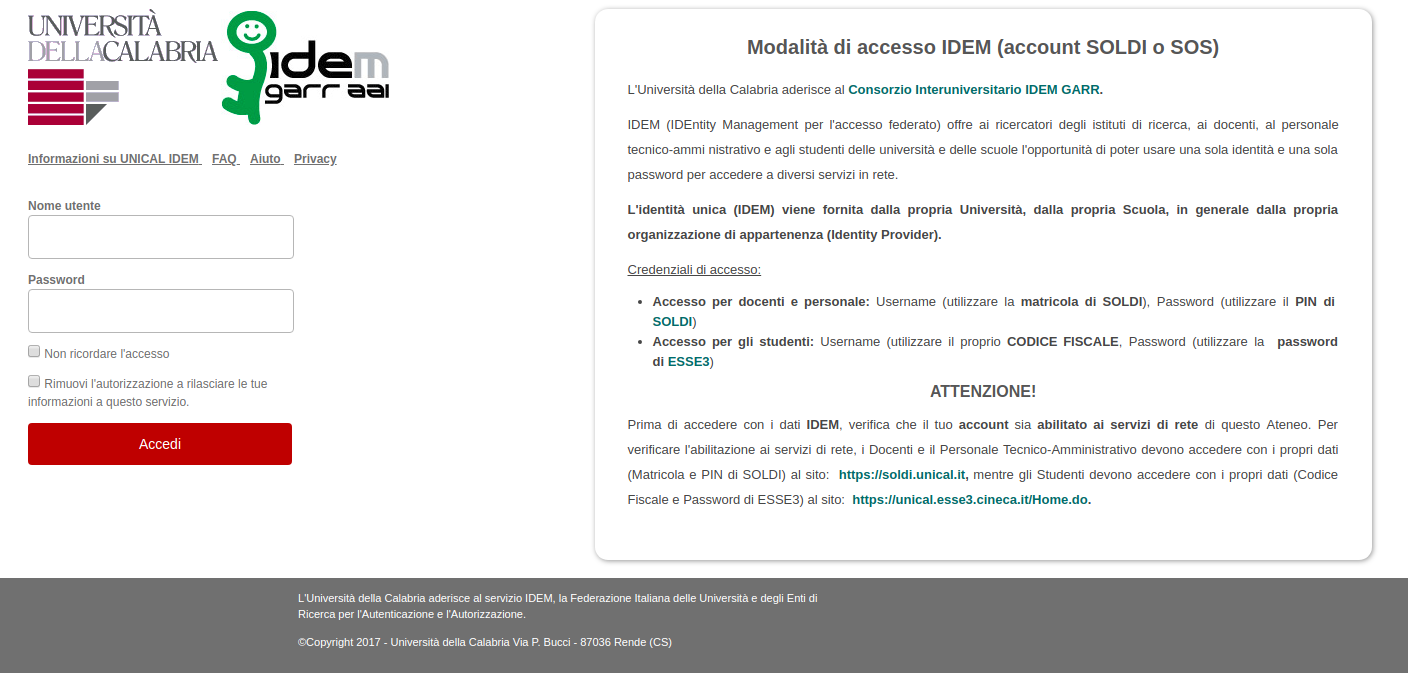 UNIVERSITÀ
DELLACALABRIA
idem
garr aai
Informazioni su UNICAL IDEM FAQ Aiuto Privacy
Nome utente
Password
Non ricordare l'accesso
Rimuovi l'autorizzazione a rilasciare le tue
informazioni a questo servizio.
Accedi
Modalità di accesso IDEM (account SOLDI o SOS)
L'Università della Calabria aderisce al Consorzio Interuniversitario IDEM GARR.
IDEM (IDEntity Management per l'accesso federato) offre ai ricercatori degli istituti di ricerca, ai docenti, al personale
tecnico-ammi nistrativo e agli studenti delle università e delle scuole l'opportunità di poter usare una sola identità e una sola
password per accedere a diversi servizi in rete.
L'identità unica (IDEM) viene fornita dalla propria Università, dalla propria Scuola, in generale dalla propria
organizzazione di appartenenza (Identity Provider).
Credenziali di accesso:
• Accesso per docenti e personale: Username (utilizzare la matricola di SOLDI), Password (utilizzare il PIN di
SOLDI)
• Accesso per gli studenti: Username (utilizzare il proprio CODICE FISCALE, Password (utilizzare la password
di ESSE3)
ATTENZIONE!
Prima di accedere con i dati IDEM, verifica che il tuo account sia abilitato ai servizi di rete di questo Ateneo. Per
verificare l'abilitazione ai servizi di rete, i Docenti e il Personale Tecnico-Amministrativo devono accedere con i propri dati
(Matricola e PIN di SOLDI) al sito: https://soldi.unical.it, mentre gli Studenti devono accedere con i propri dati (Codice
Fiscale e Password di ESSE3) al sito: https://unical.esse3.cineca.it/Home.do.
L'Università della Calabria aderisce al servizio IDEM, la Federazione Italiana delle Università e degli Enti di
Ricerca per l'Autenticazione e l'Autorizzazione.
©Copyright 2017 - Università della Calabria Via P. Bucci - 87036 Rende (CS)